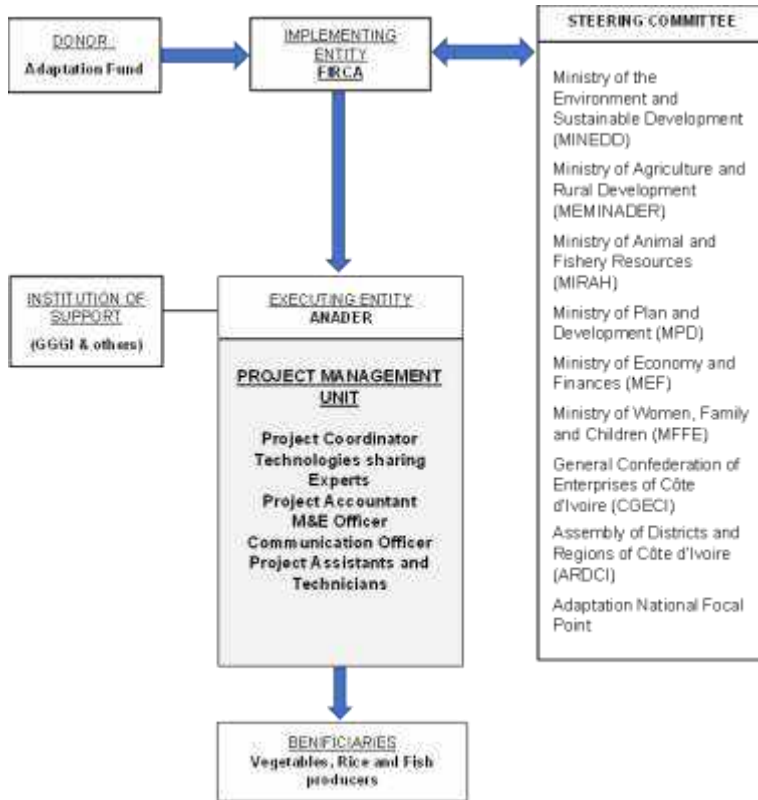 DONOR :
Adaptation Fund
IMPLEMENTING
ENTITY
FIRCA
STEERING COMMITTEE
Ministry of the
Environment and
Sustainable Development
(MINEDD)
Ministry of Agriculture and
Rural Development
(MEMINADER)
Ministry of Animal and
Fishery Resources
(MIRAH)
Ministry of Plan and
Development (MPD)
Ministry of Economy and
Finances (MEF)
Ministry of Women, Family
and Children (MFFE)
General Confederation of
Enterprises of Côte
d'Ivoire (CGECI)
Assembly of Districts and
Regions of Côte d'Ivoire
(ARDCI)
Adaptation National Focal
Point
INSTITUTION OF
SUPPORT
(GGGI & others)
EXECUTING ENTITY
ANADER
PROJECT MANAGEMENT
UNIT
Project Coordinator
Technologies sharing
Experts
Project Accountant
M&E Officer
Communication Officer
Project Assistants and
Technicians
BENIFICIARIES
Vegetables, Rice and Fish
producers